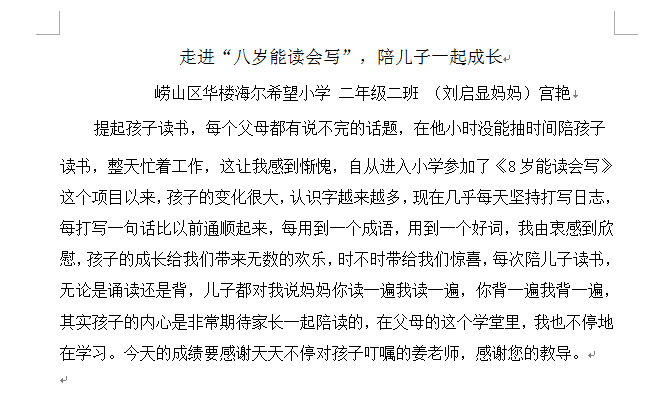 走进“八岁能读会写”，陪儿子一起成长
崂山区华楼海尔希望小学 二年级二班 （刘启显妈妈）宫艳
提起孩子读书，每个父母都有说不完的话题，在他小时没能抽时间陪孩子
读书，整天忙着工作，这让我感到惭愧，自从进入小学参加了《8岁能读会写》
这个项目以来，孩子的变化很大，认识字越来越多，现在几乎每天坚持打写日志，
每打写一句话比以前通顺起来，每用到一个成语，用到一个好词，我由衷感到欣
慰，孩子的成长给我们带来无数的欢乐，时不时带给我们惊喜，每次陪儿子读书，
无论是诵读还是背，儿子都对我说妈妈你读一遍我读一遍，你背一遍我背一遍，
其实孩子的内心是非常期待家长一起陪读的，在父母的这个学堂里，我也不停地
在学习。今天的成绩要感谢天天不停对孩子叮嘱的姜老师，感谢您的教导。